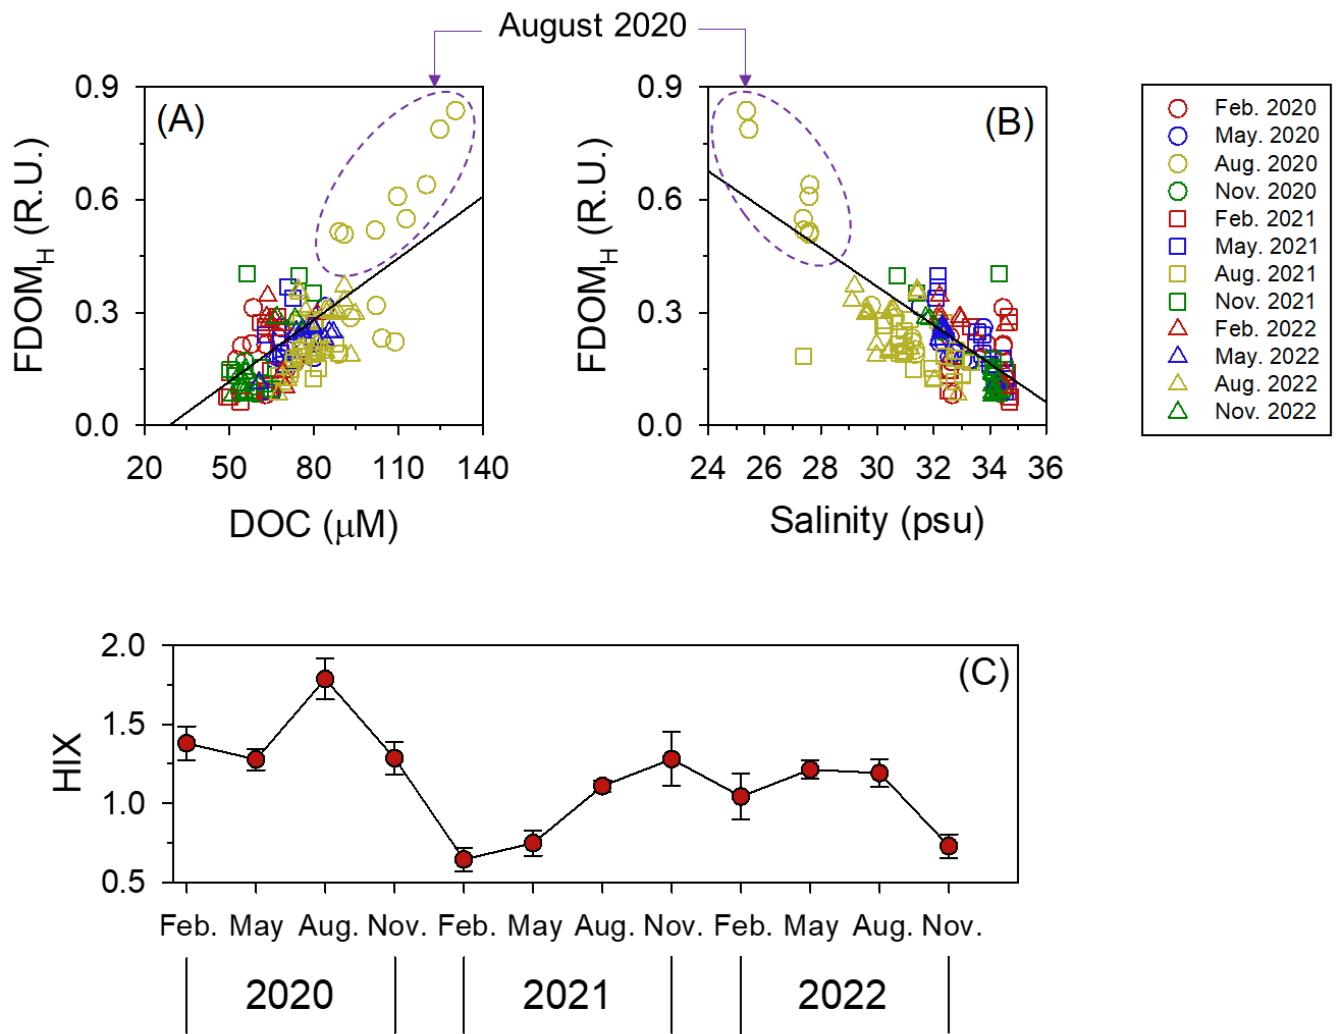 August 2020
(A)
FDOM_H (R.U.)
0.9
0.6
0.3
0.0
20 50 80 110 140
DOC (μM)
(B)
FDOM_H (R.U.)
0.9
0.6
0.3
0.0
24 26 28 30 32 34 36
Salinity (psu)
Feb. 2020
May. 2020
Aug. 2020
Nov. 2020
Feb. 2021
May. 2021
Aug. 2021
Nov. 2021
Feb. 2022
May. 2022
Aug. 2022
Nov. 2022
(C)
HIX
2.0
1.5
1.0
0.5
Feb. May Aug. Nov. Feb. May Aug. Nov. Feb. May Aug. Nov.
2020 2021 2022